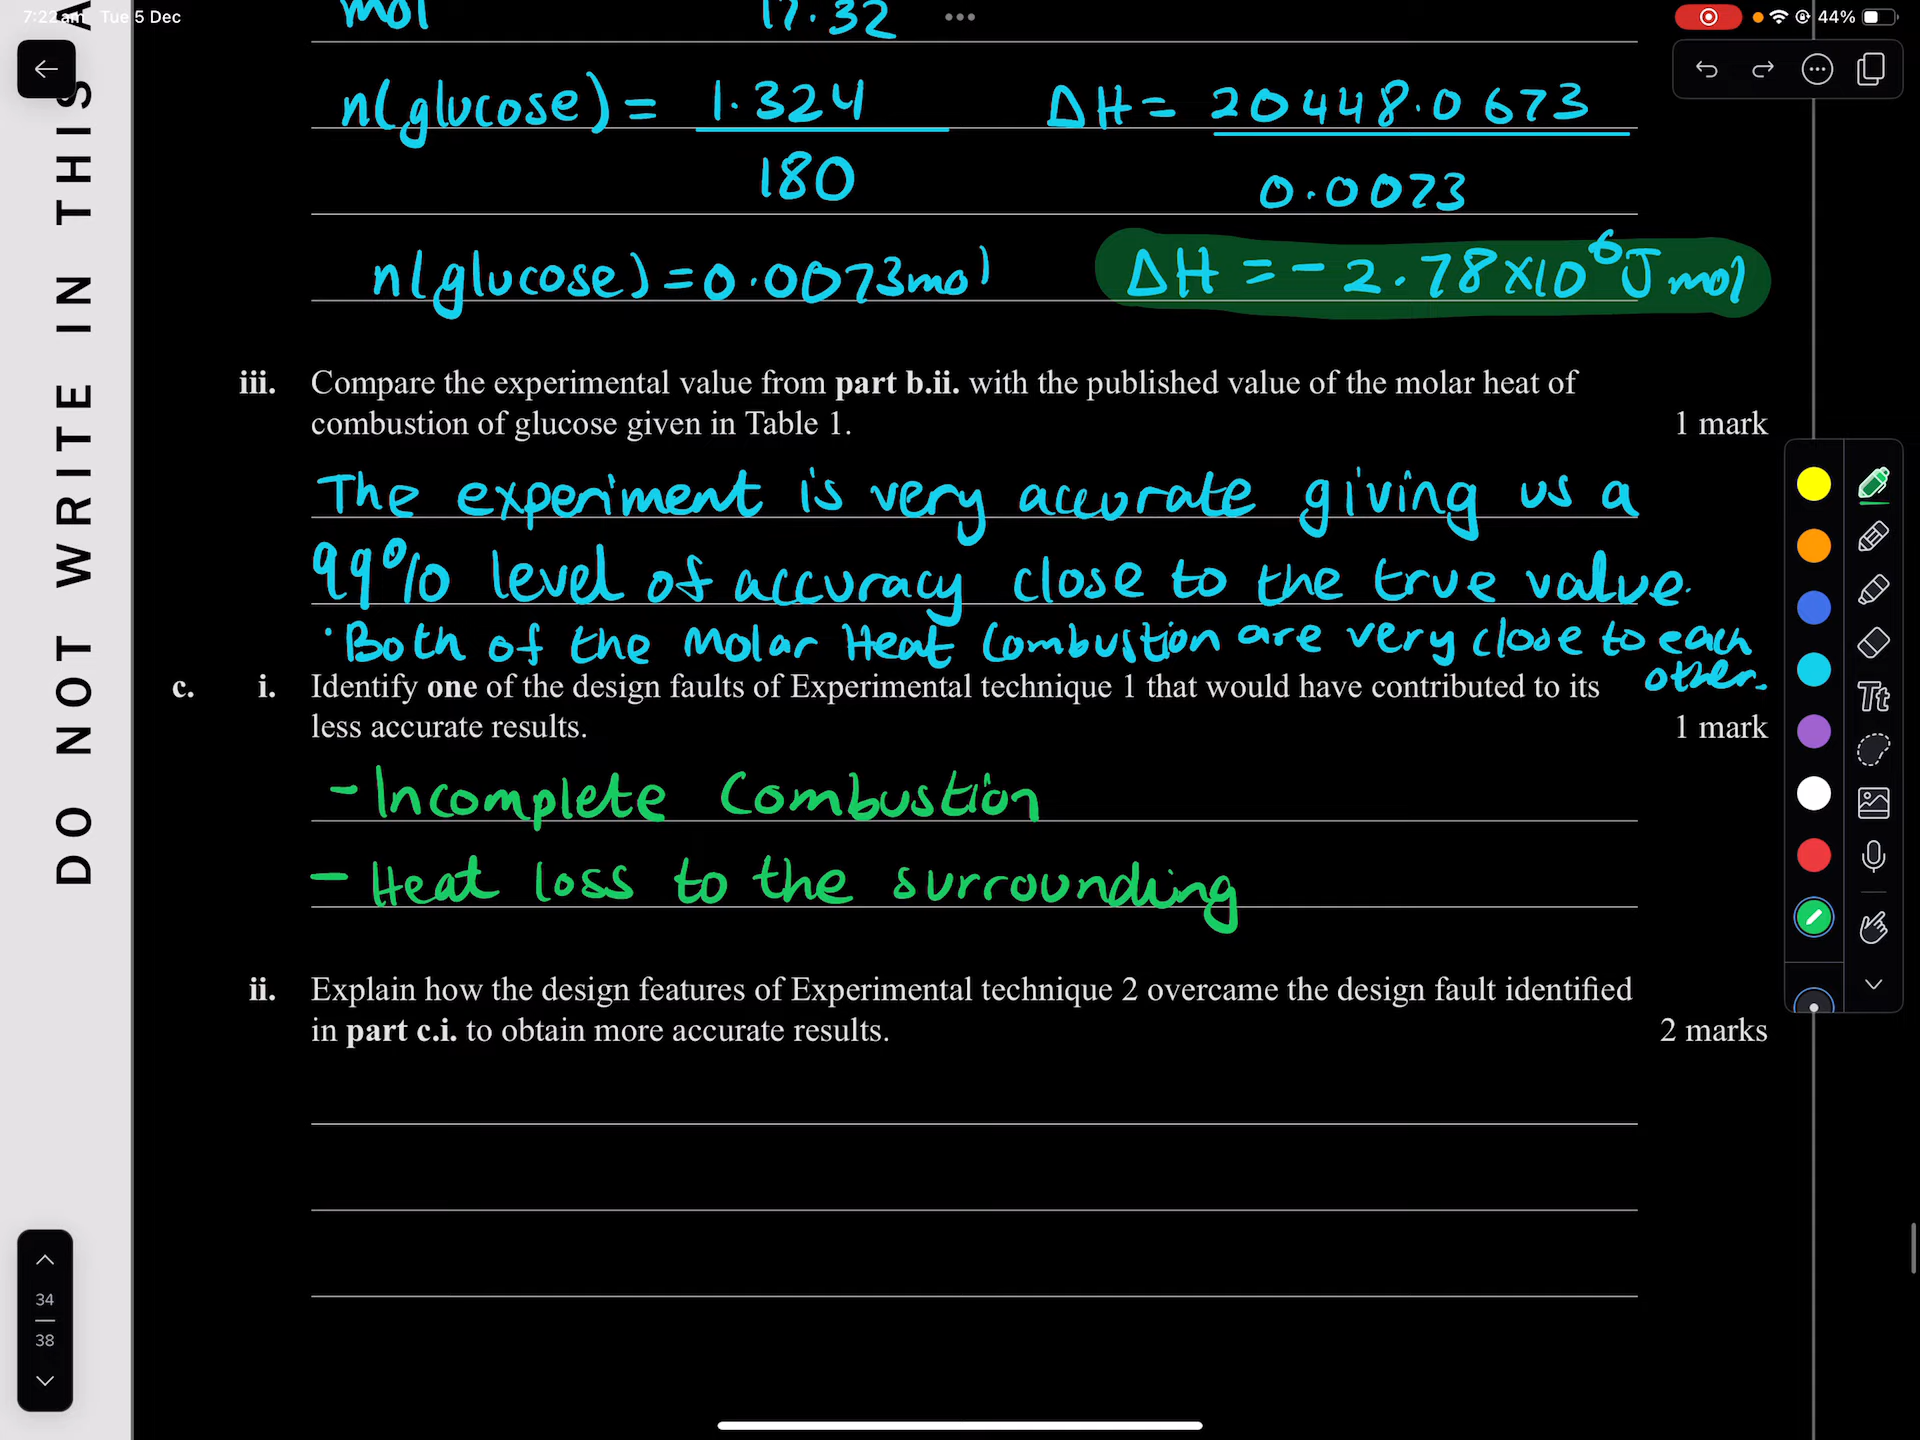 7:22 am Tue 5 Dec
44%
mol 17.32
n(glucose) = 1.324 ΔH = 20448.0673
180 0.0073
n(glucose) = 0.0073mol ΔH = -2.78×10⁶J mol
iii. Compare the experimental value from part b.ii. with the published value of the molar heat of
combustion of glucose given in Table 1. 1 mark
The experiment is very accurate giving us a
99% level of accuracy close to the true value.
· Both of the Molar Heat Combustion are very close to each
other.
c. i. Identify one of the design faults of Experimental technique 1 that would have contributed to its
less accurate results. 1 mark
- Incomplete Combustion
- Heat loss to the surrounding
ii. Explain how the design features of Experimental technique 2 overcame the design fault identified
in part c.i. to obtain more accurate results. 2 marks
DO NOT WRITE IN THIS A
Tt
34
38